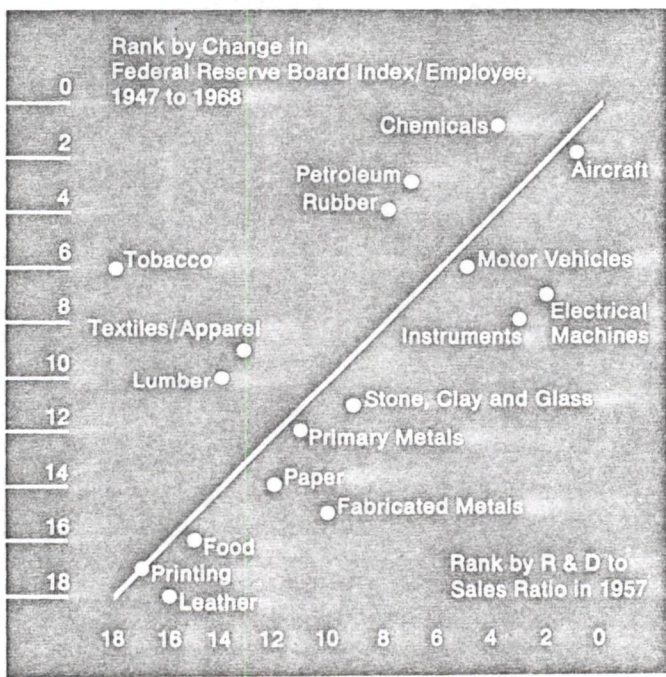 Rank by Change in
Federal Reserve Board Index/Employee,
1947 to 1968
0
2
4
6
8
10
12
14
16
18
Chemicals
Aircraft
Petroleum
Rubber
Tobacco
Motor Vehicles
Textiles/Apparel
Electrical
Machines
Instruments
Lumber
Stone, Clay and Glass
Primary Metals
Paper
Fabricated Metals
Food
Printing
Leather
Rank by R & D to
Sales Ratio in 1957
18 16 14 12 10 8 6 4 2 0